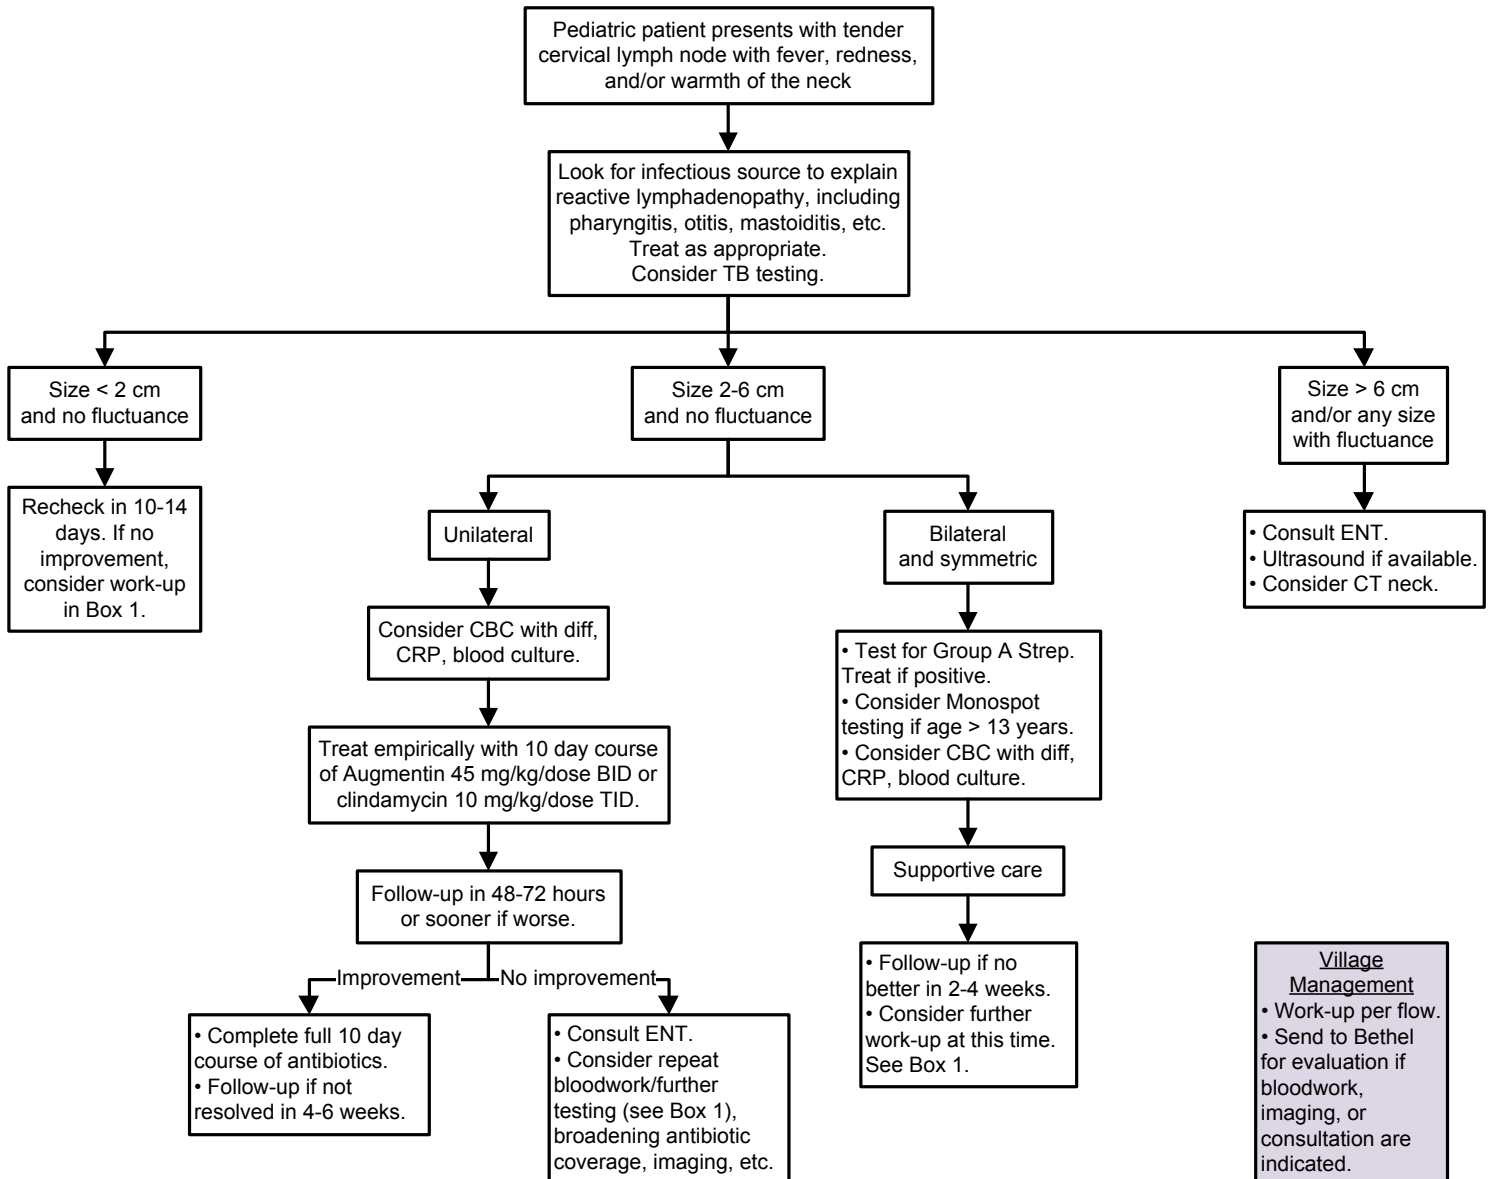 Pediatric patient presents with tender
cervical lymph node with fever, redness,
and/or warmth of the neck
Look for infectious source to explain
reactive lymphadenopathy, including
pharyngitis, otitis, mastoiditis, etc.
Treat as appropriate.
Consider TB testing.
Size < 2 cm
and no fluctuance
Recheck in 10-14
days. If no
improvement,
consider work-up
in Box 1.
Size 2-6 cm
and no fluctuance
Unilateral
Consider CBC with diff,
CRP, blood culture.
Treat empirically with 10 day course
of Augmentin 45 mg/kg/dose BID or
clindamycin 10 mg/kg/dose TID.
Follow-up in 48-72 hours
or sooner if worse.
Improvement
No improvement
• Complete full 10 day
course of antibiotics.
• Follow-up if not
resolved in 4-6 weeks.
• Consult ENT.
• Consider repeat
bloodwork/further
testing (see Box 1),
broadening antibiotic
coverage, imaging, etc.
Bilateral
and symmetric
• Test for Group A Strep.
Treat if positive.
• Consider Monospot
testing if age > 13 years.
• Consider CBC with diff,
CRP, blood culture.
Supportive care
• Follow-up if no
better in 2-4 weeks.
• Consider further
work-up at this time.
See Box 1.
Size > 6 cm
and/or any size
with fluctuance
• Consult ENT.
• Ultrasound if available.
• Consider CT neck.
Village
Management
• Work-up per flow.
• Send to Bethel
for evaluation if
bloodwork,
imaging, or
consultation are
indicated.